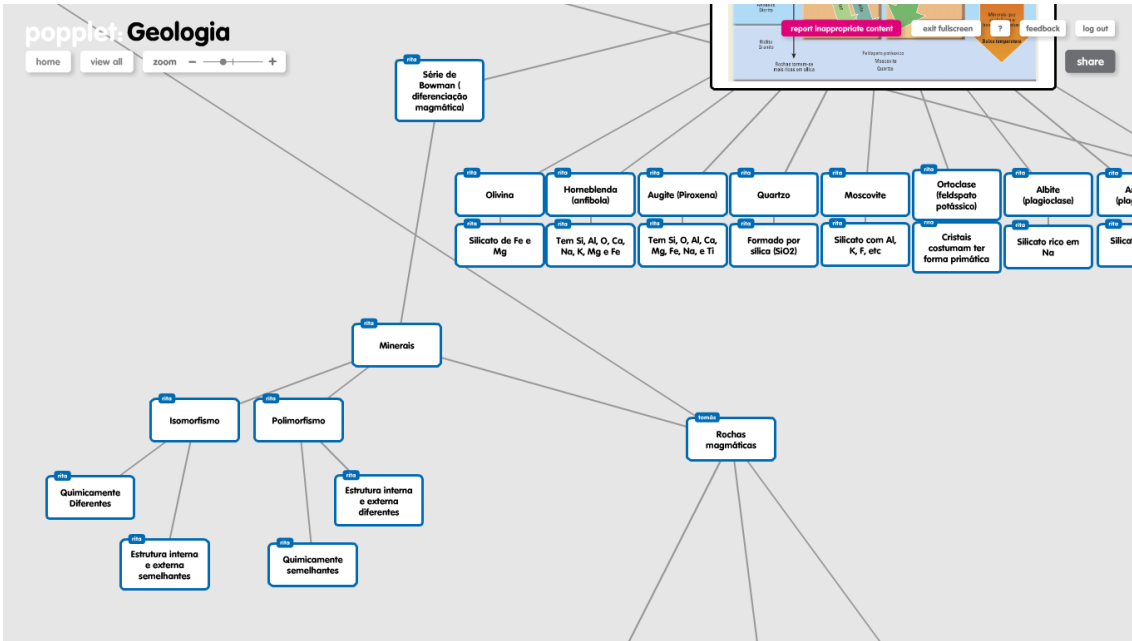 popplet: Geologia
report inappropriate content
exit fullscreen
?
feedback
log out
home
view all
zoom
share
Rochas tornam-se
mais ricas em sílica
Feldspato potássico
Moscovite
Quartzo
Baixa temperatura
rita
Série de
Bowman (
diferenciação
magmática)
rita
Olivina
rita
Horneblenda
(anfíbola)
rita
Augite (Piroxena)
rita
Quartzo
rita
Moscovite
rita
Ortoclase
(feldspato
potássico)
rita
Albite
(plagioclase)
rita
rita
Silicato de Fe e
Mg
rita
Tem Si, Al, O, Ca,
Na, K, Mg e Fe
rita
Tem Si, O, Al, Ca,
Mg, Fe, Na, e Ti
rita
Formado por
sílica (SiO2)
rita
Silicato com Al,
K, F, etc
Cristais
costumam ter
forma primática
rita
Silicato rico em
Na
rita
rita
Minerais
rita
Isomorfismo
rita
Polimorfismo
tomás
Rochas
magmáticas
rita
Quimicamente
Diferentes
rita
Estrutura interna
e externa
diferentes
rita
Estrutura interna
e externa
semelhantes
rita
Quimicamente
semelhantes